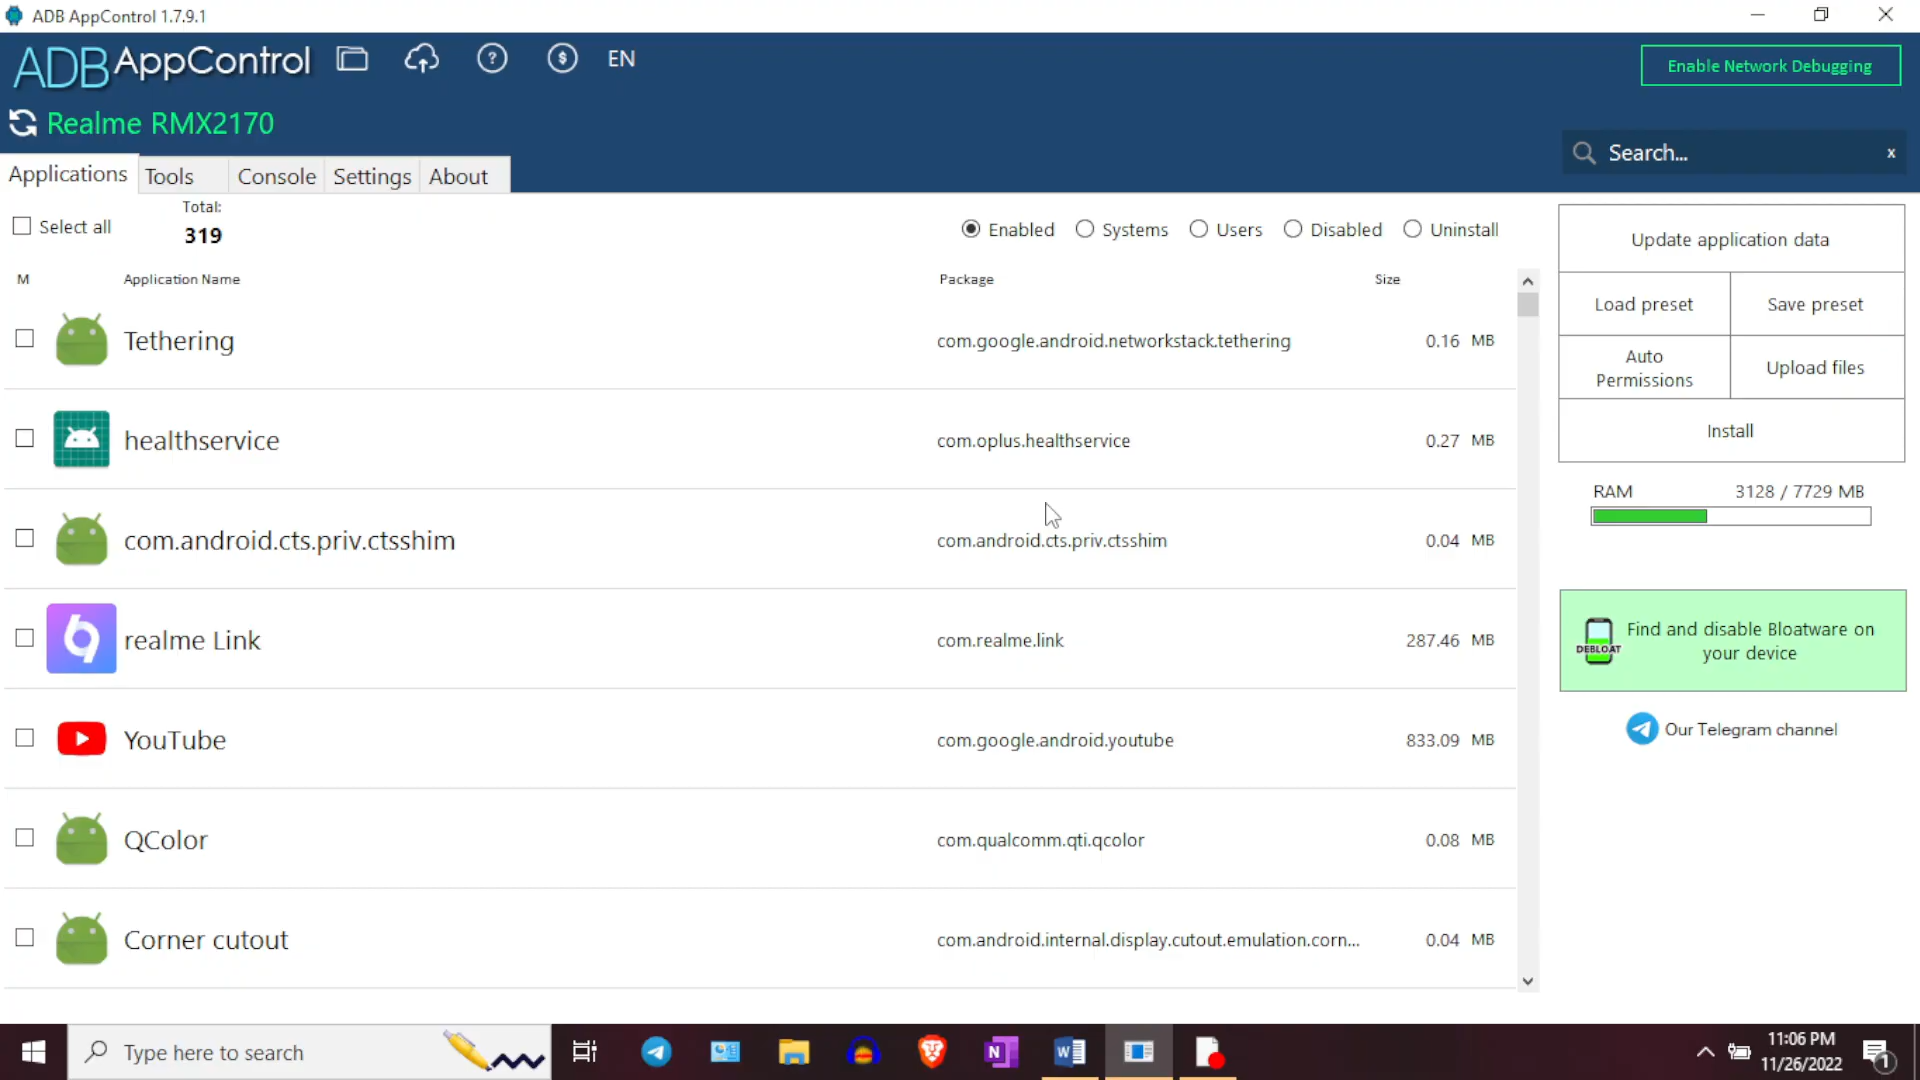 ADB AppControl 1.7.9.1
ADB AppControl
EN
Enable Network Debugging
Realme RMX2170
Search...
x
Applications
Tools
Console
Settings
About
Select all
Total:
319
Enabled
Systems
Users
Disabled
Uninstall
M
Application Name
Package
Size
Tethering
com.google.android.networkstack.tethering
0.16 MB
healthservice
com.oplus.healthservice
0.27 MB
com.android.cts.priv.ctsshim
com.android.cts.priv.ctsshim
0.04 MB
realme Link
com.realme.link
287.46 MB
YouTube
com.google.android.youtube
833.09 MB
QColor
com.qualcomm.qti.qcolor
0.08 MB
Corner cutout
com.android.internal.display.cutout.emulation.corn...
0.04 MB
Update application data
Load preset
Save preset
Auto
Permissions
Upload files
Install
RAM
3128 / 7729 MB
DEBLOAT
Find and disable Bloatware on
your device
Our Telegram channel
Type here to search
N
W
11:06 PM
11/26/2022
1